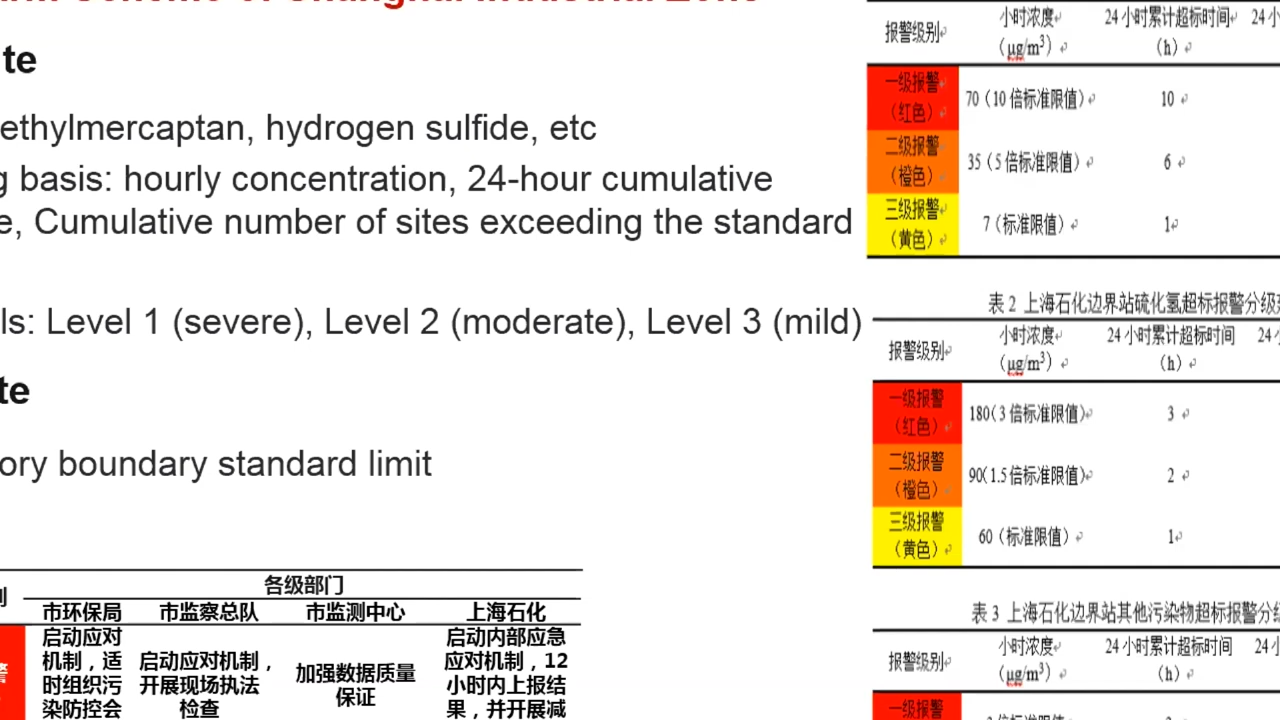 te
ethylmercaptan, hydrogen sulfide, etc
g basis: hourly concentration, 24-hour cumulative
e, Cumulative number of sites exceeding the standard
ls: Level 1 (severe), Level 2 (moderate), Level 3 (mild)
te
ory boundary standard limit
各级部门
市环保局 市监察总队 市监测中心 上海石化
启动应对
机制，适
时组织污
染防控会
启动应对机制，
开展现场执法
检查
加强数据质量
保证
启动内部应急
应对机制，12
小时内上报结
果，并开展减
报警级别 小时浓度 24 小时累计超标时间 24 小
（μg/m³） （h）
一级报警
（红色） 70（10 倍标准限值） 10
二级报警
（橙色） 35（5 倍标准限值） 6
三级报警
（黄色） 7（标准限值） 1
表 2 上海石化边界站硫化氢超标报警分级
报警级别 小时浓度 24 小时累计超标时间 24 小
（μg/m³） （h）
一级报警
（红色） 180（3 倍标准限值） 3
二级报警
（橙色） 90（1.5 倍标准限值） 2
三级报警
（黄色） 60（标准限值） 1
表 3 上海石化边界站其他污染物超标报警分
报警级别 小时浓度 24 小时累计超标时间 24 小
（μg/m³） （h）
一级报警